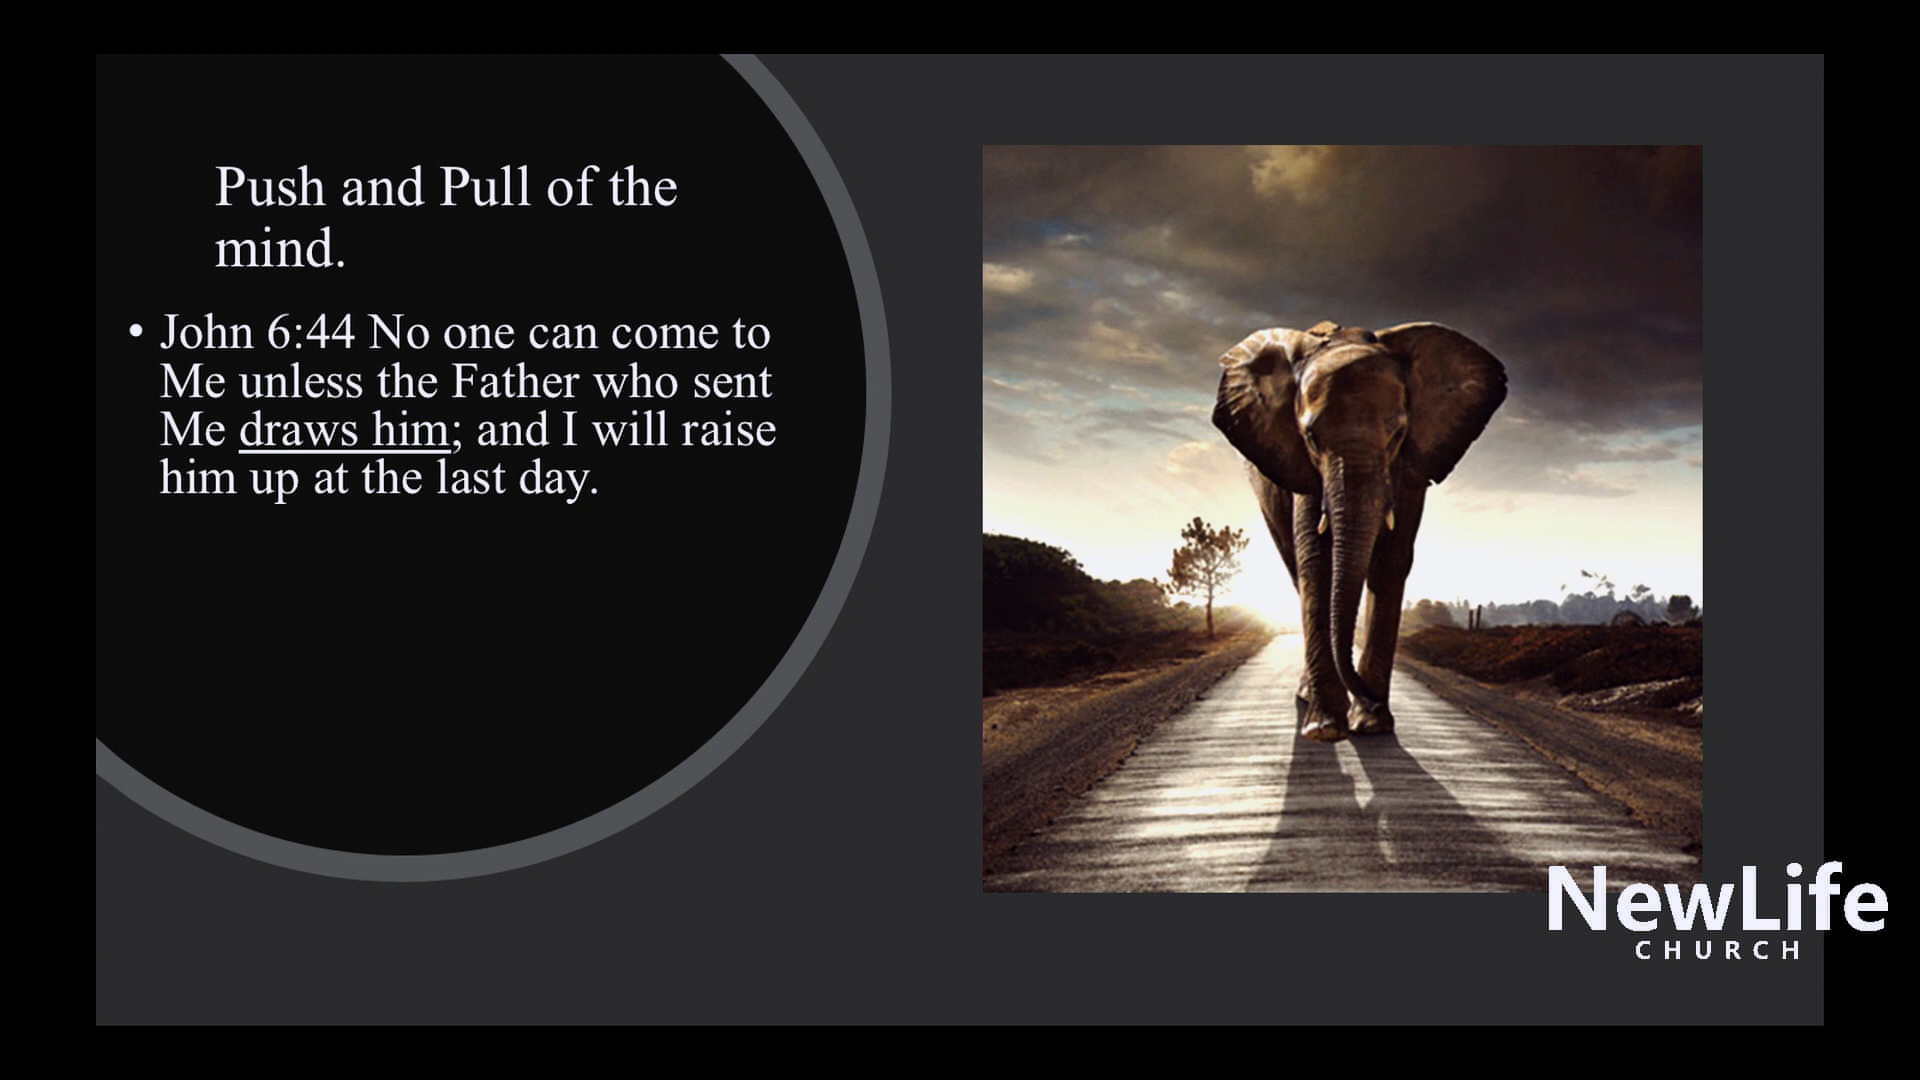 Push and Pull of the
mind.
• John 6:44 No one can come to
Me unless the Father who sent
Me draws him; and I will raise
him up at the last day.
NewLife
CHURCH